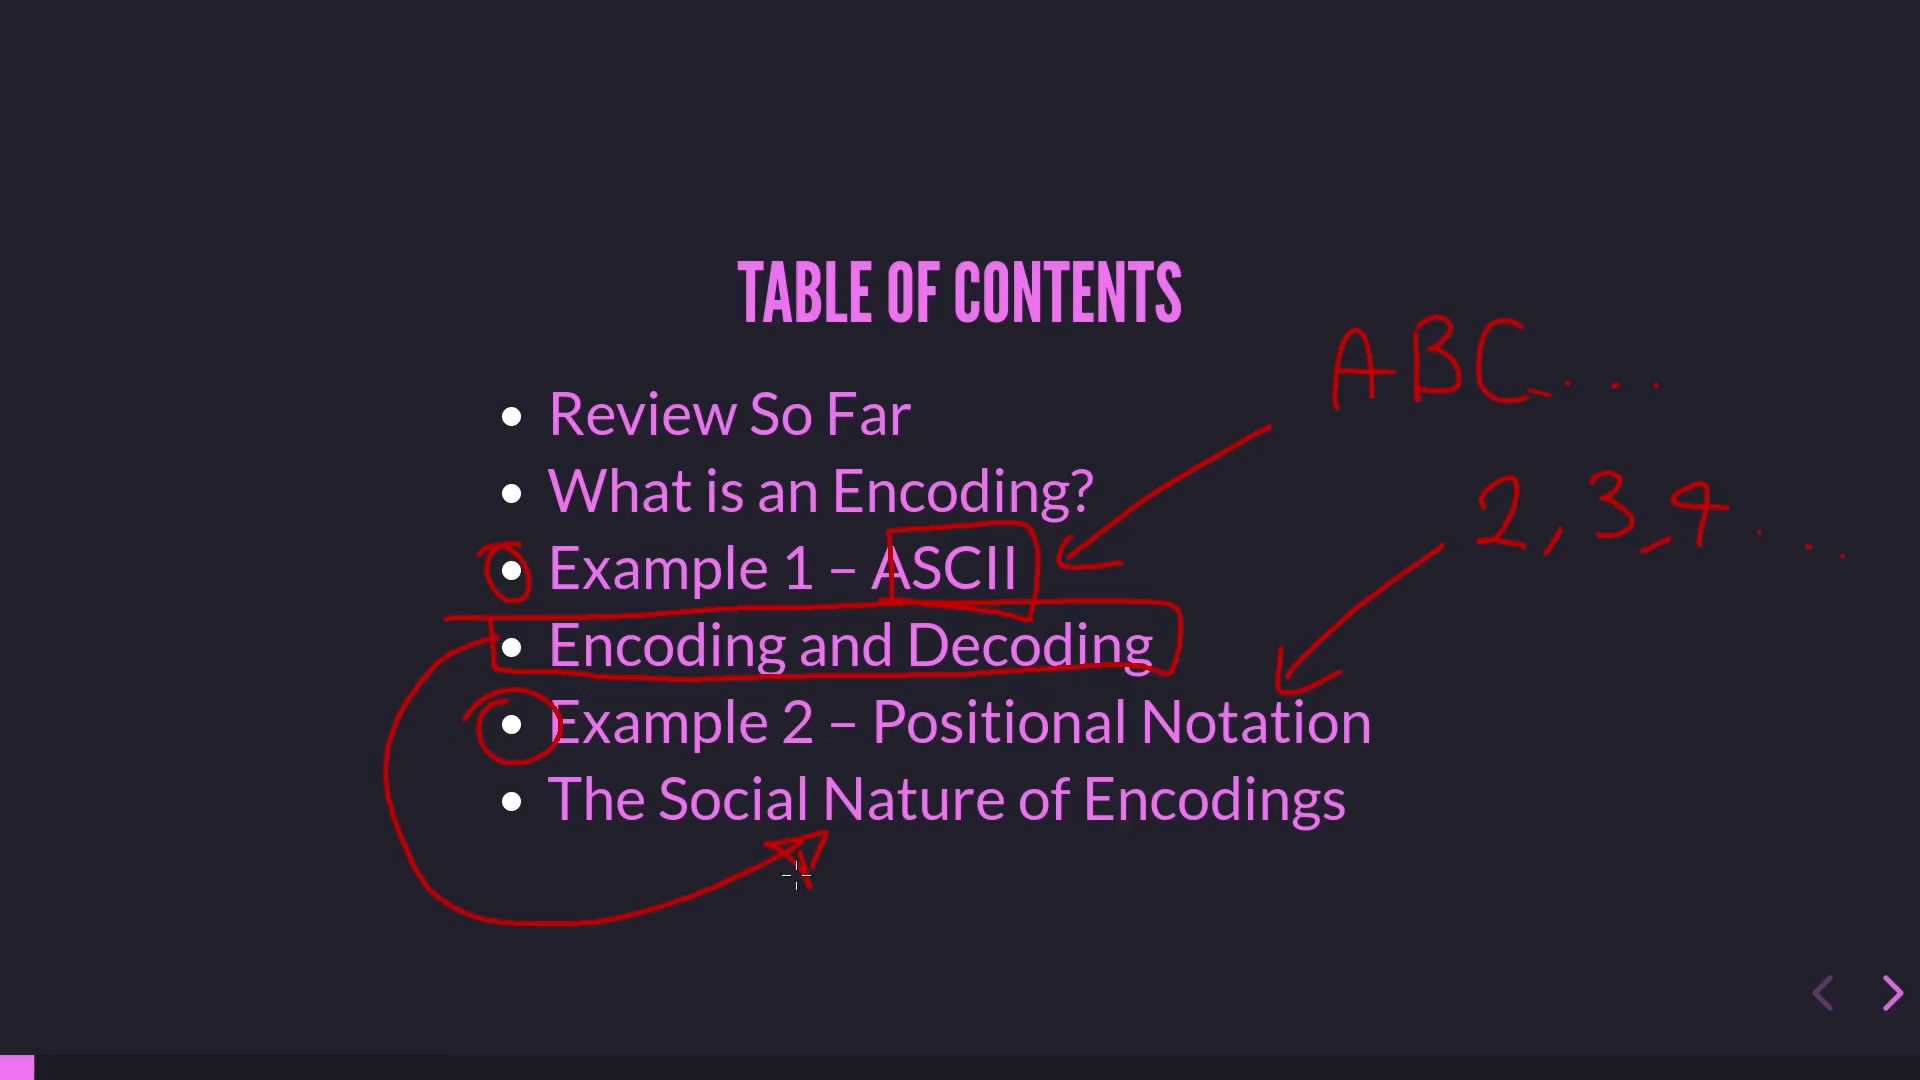 TABLE OF CONTENTS
ABC....
Review So Far
What is an Encoding?
2,3,4...
Example 1 – ASCII
Encoding and Decoding
Example 2 – Positional Notation
The Social Nature of Encodings